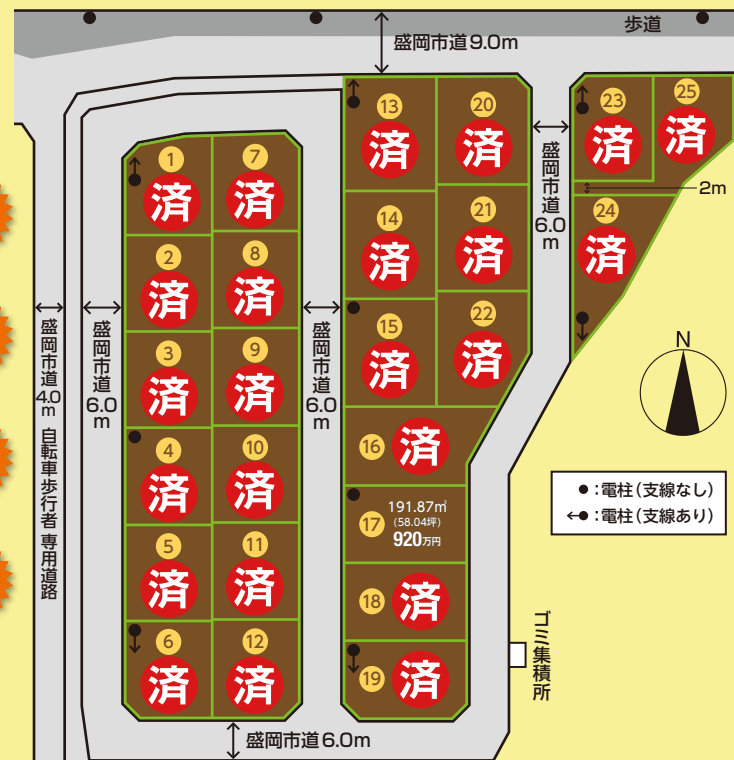 歩道
盛岡市道9.0m
13
済
20
済
23
済
25
済
1
済
7
済
盛岡市道6.0m
2m
14
済
21
済
24
済
2
済
8
済
盛岡市道4.0m 自転車歩行者専用道路
盛岡市道6.0m
盛岡市道6.0m
15
済
22
済
N
3
済
9
済
4
済
10
済
16
済
●:電柱(支線なし)
↔●:電柱(支線あり)
17
191.87㎡
(58.04坪)
920万円
5
済
11
済
18
済
6
済
12
済
19
済
ゴミ集積所
盛岡市道6.0m